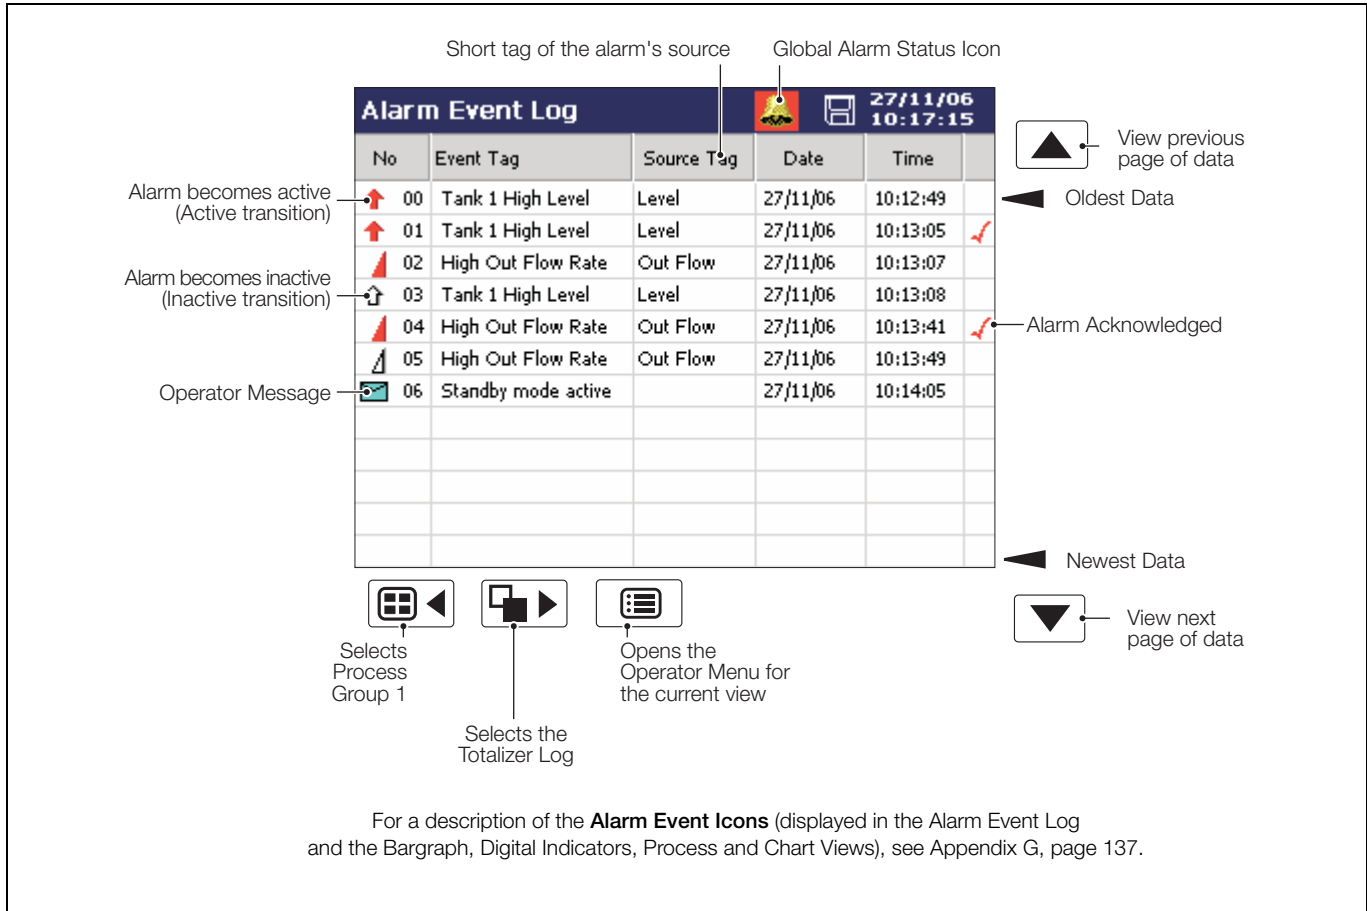 Short tag of the alarm's source
Global Alarm Status Icon
Alarm Event Log
27/11/06
10:17:15
View previous
page of data
No Event Tag Source Tag Date Time
Alarm becomes active
(Active transition)
00 Tank 1 High Level Level 27/11/06 10:12:49
Oldest Data
01 Tank 1 High Level Level 27/11/06 10:13:05
02 High Out Flow Rate Out Flow 27/11/06 10:13:07
Alarm becomes inactive
(Inactive transition)
03 Tank 1 High Level Level 27/11/06 10:13:08
04 High Out Flow Rate Out Flow 27/11/06 10:13:41
Alarm Acknowledged
05 High Out Flow Rate Out Flow 27/11/06 10:13:49
Operator Message
06 Standby mode active 27/11/06 10:14:05
Newest Data
View next
page of data
Selects
Process
Group 1
Selects the
Totalizer Log
Opens the
Operator Menu for
the current view
For a description of the Alarm Event Icons (displayed in the Alarm Event Log
and the Bargraph, Digital Indicators, Process and Chart Views), see Appendix G, page 137.